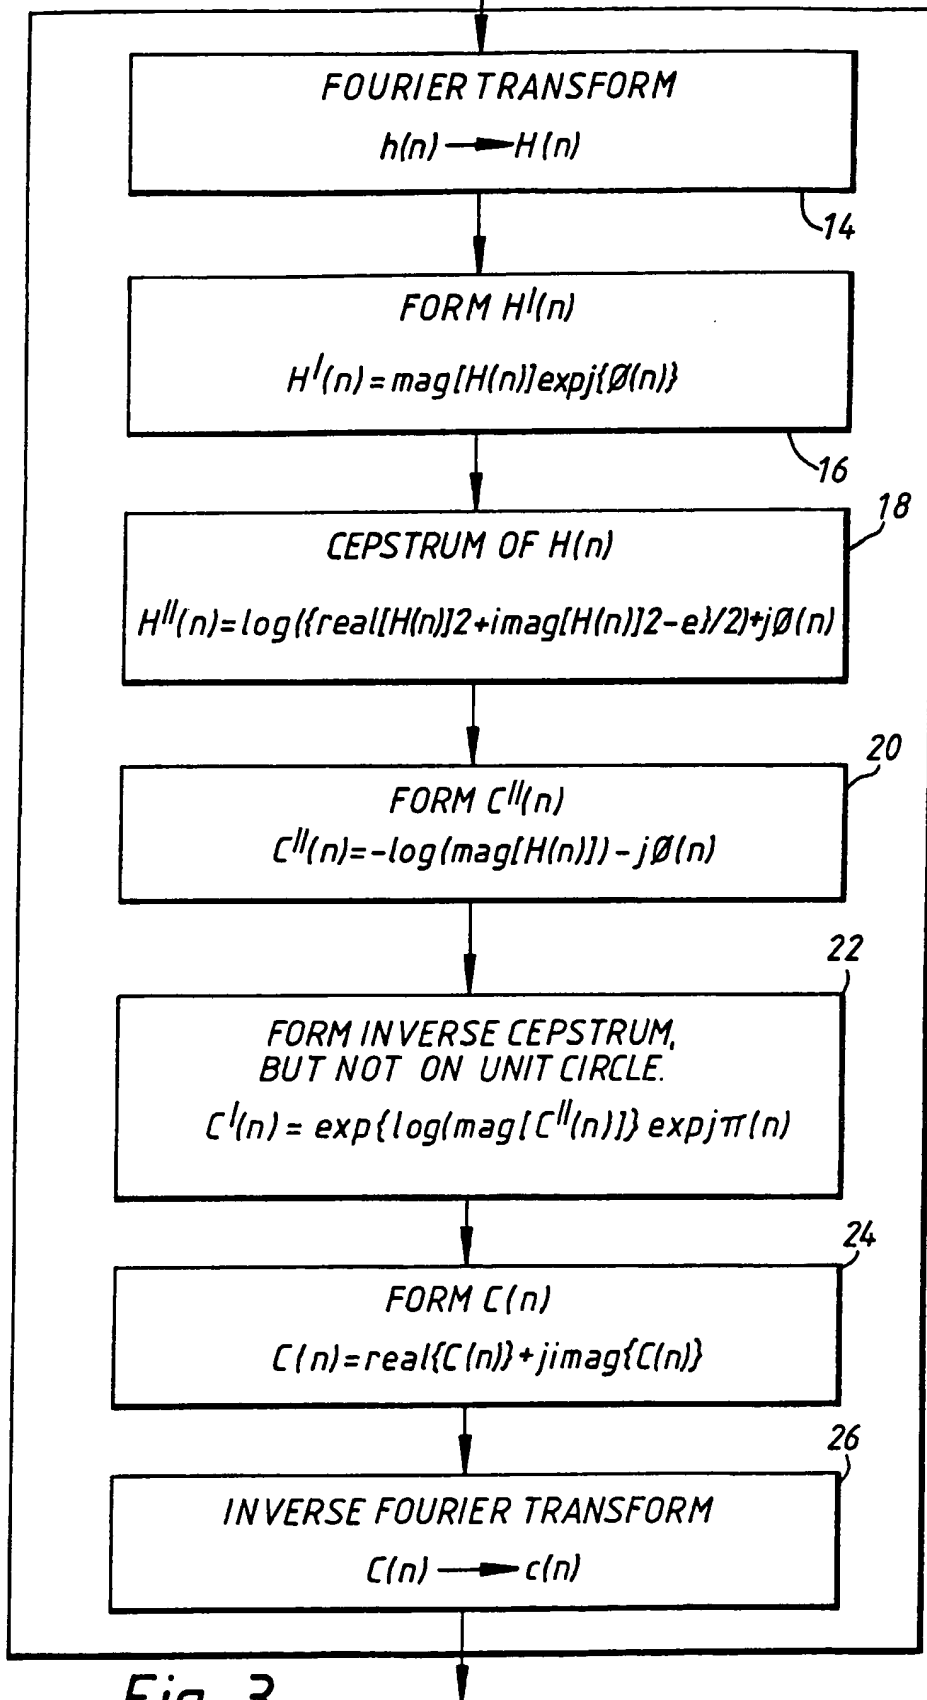 FOURIER TRANSFORM
h(n) → H(n)
14
FORM H^I(n)
H^I(n)=mag[H(n)]expj{Ø(n)}
16
18
CEPSTRUM OF H(n)
H^II(n)=log({real[H(n)]2+imag[H(n)]2-e}/2)+jØ(n)
20
FORM C^II(n)
C^II(n)=-log(mag[H(n)])-jØ(n)
22
FORM INVERSE CEPSTRUM,
BUT NOT ON UNIT CIRCLE.
C^I(n) = exp{log(mag[C^II(n)]} expjπ(n)
24
FORM C(n)
C(n)=real{C(n)}+jimag{C(n)}
26
INVERSE FOURIER TRANSFORM
C(n) → c(n)
Fig. 3